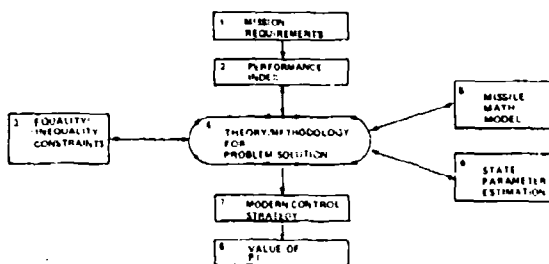 1 MISSION
REQUIREMENTS
2 PERFORMANCE
INDEX
3 EQUALITY/
INEQUALITY
CONSTRAINTS
4
THEORY/METHODOLOGY
FOR
PROBLEM SOLUTION
5 MISSILE
MATH
MODEL
6 STATE
PARAMETER
ESTIMATION
7 MODERN CONTROL
STRATEGY
8 VALUE OF
P I